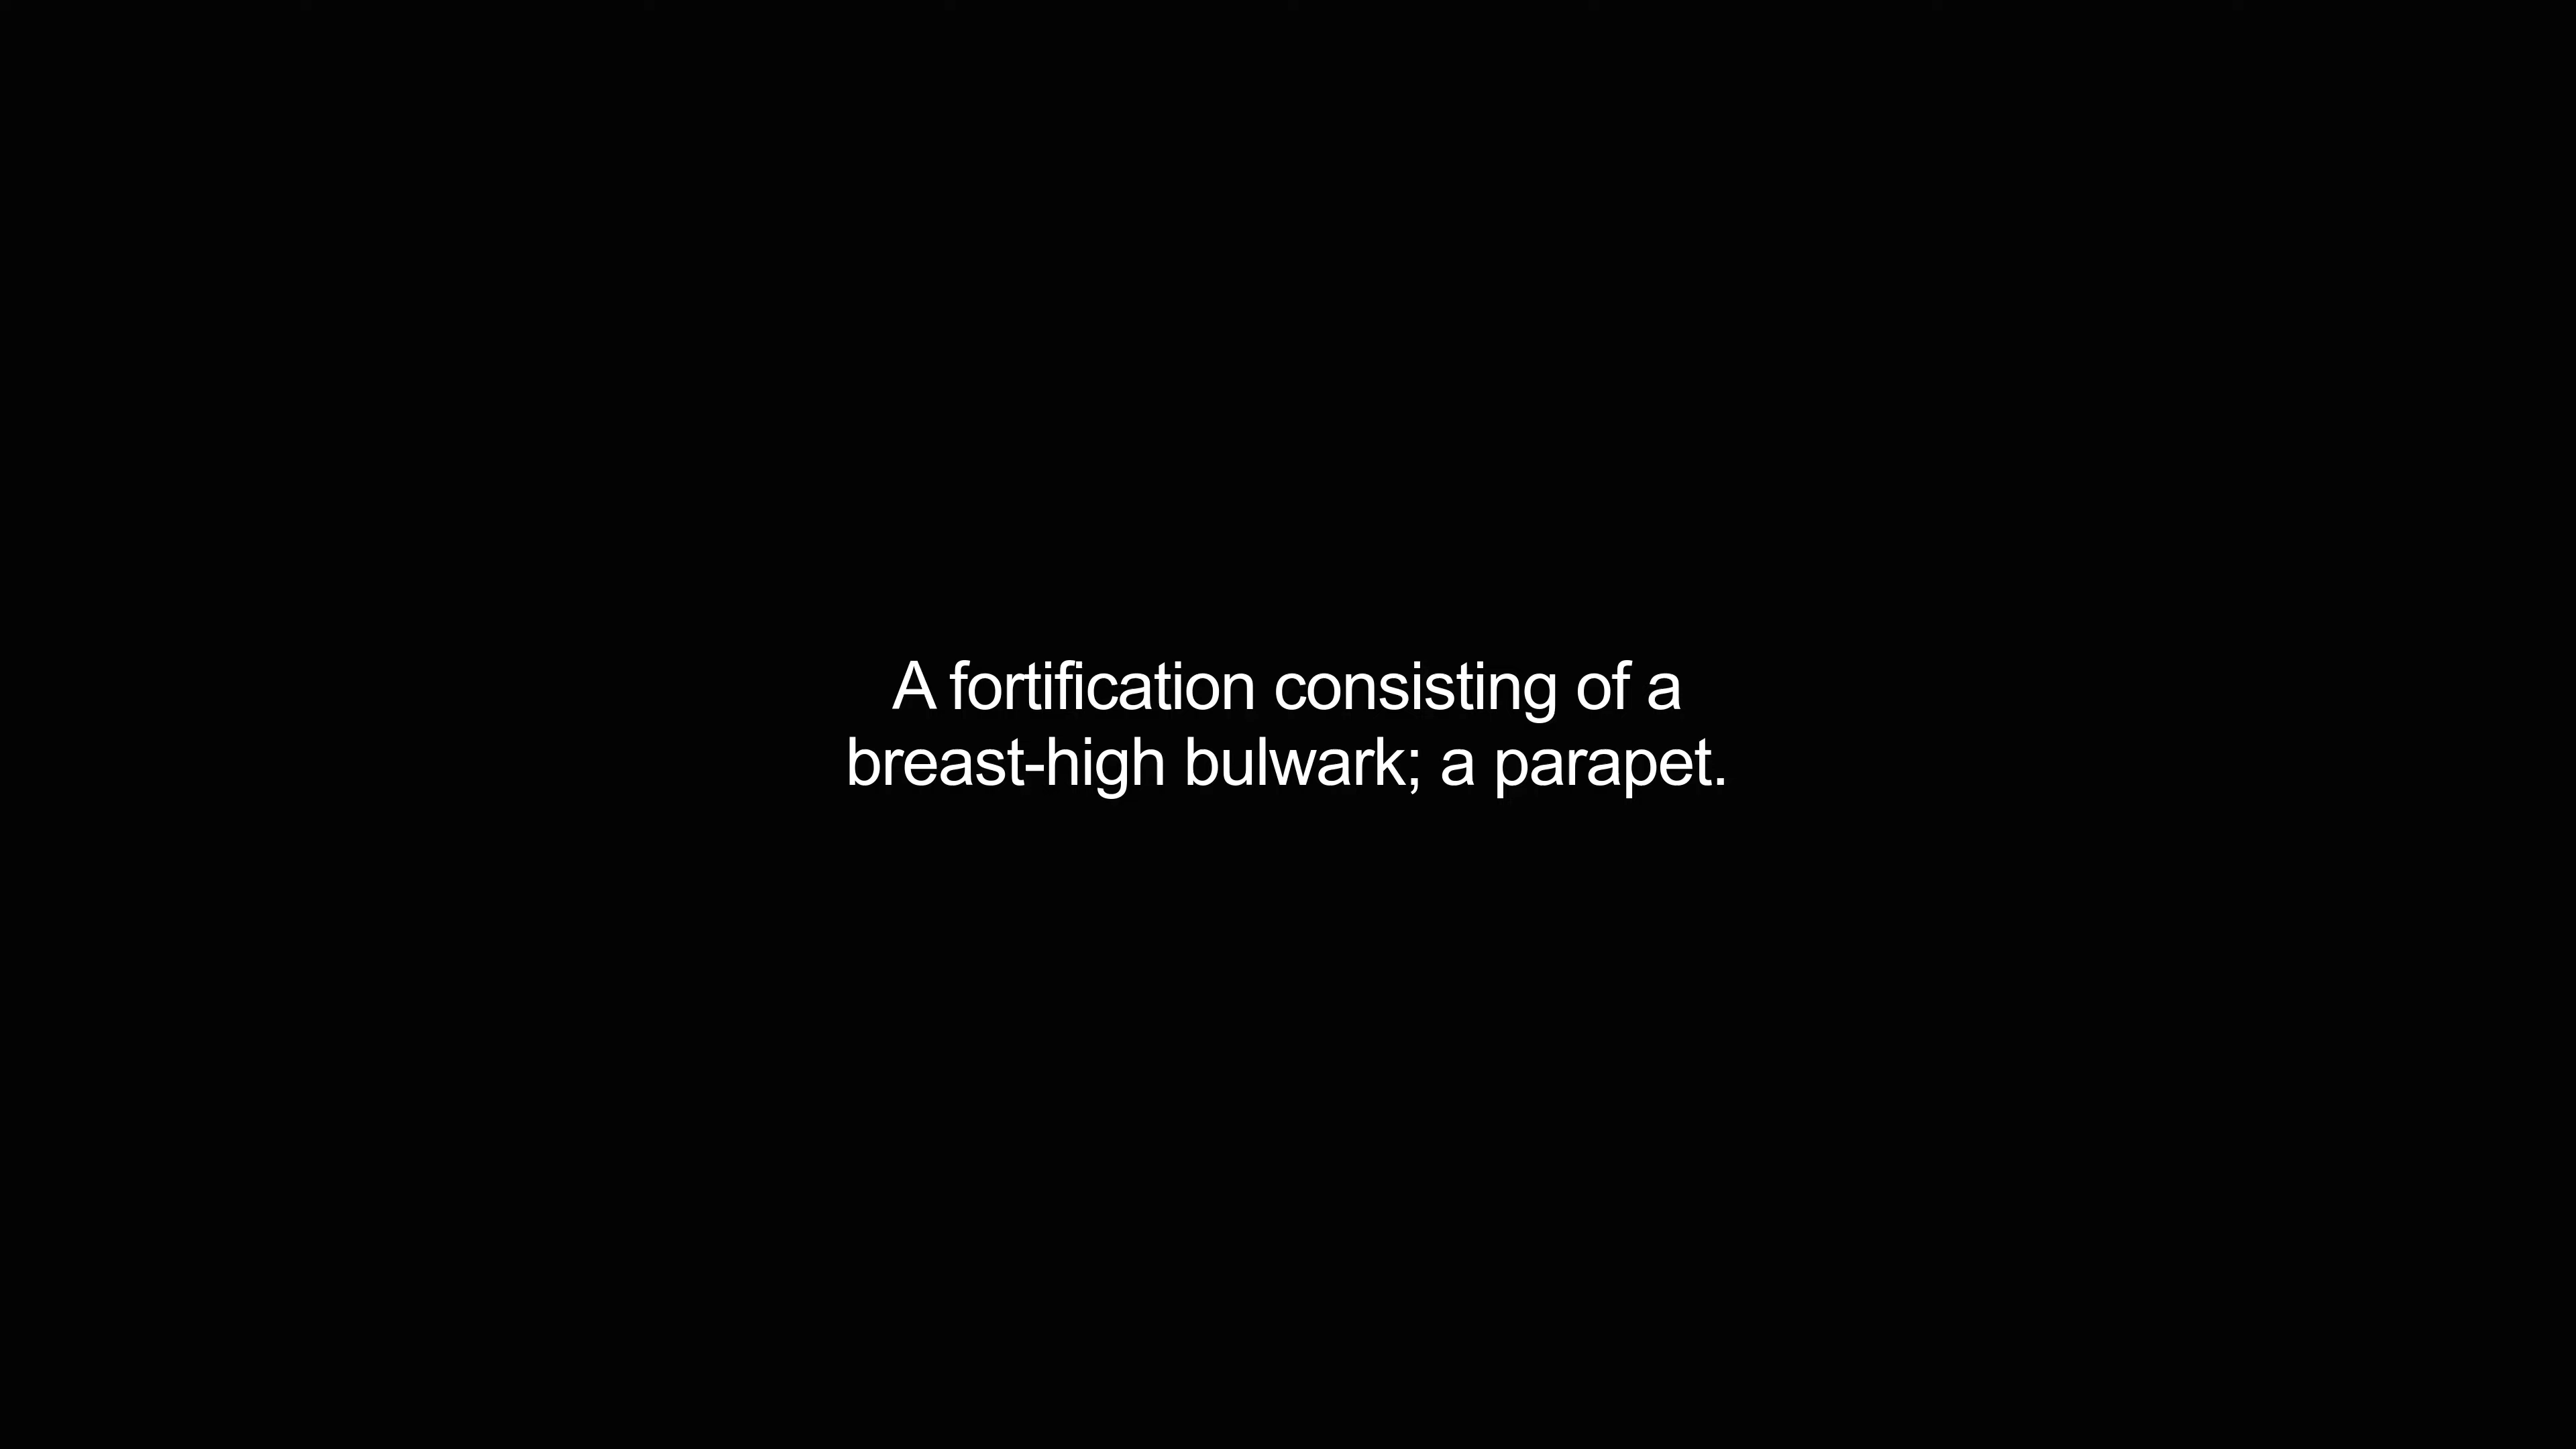 A fortification consisting of a
breast-high bulwark; a parapet.